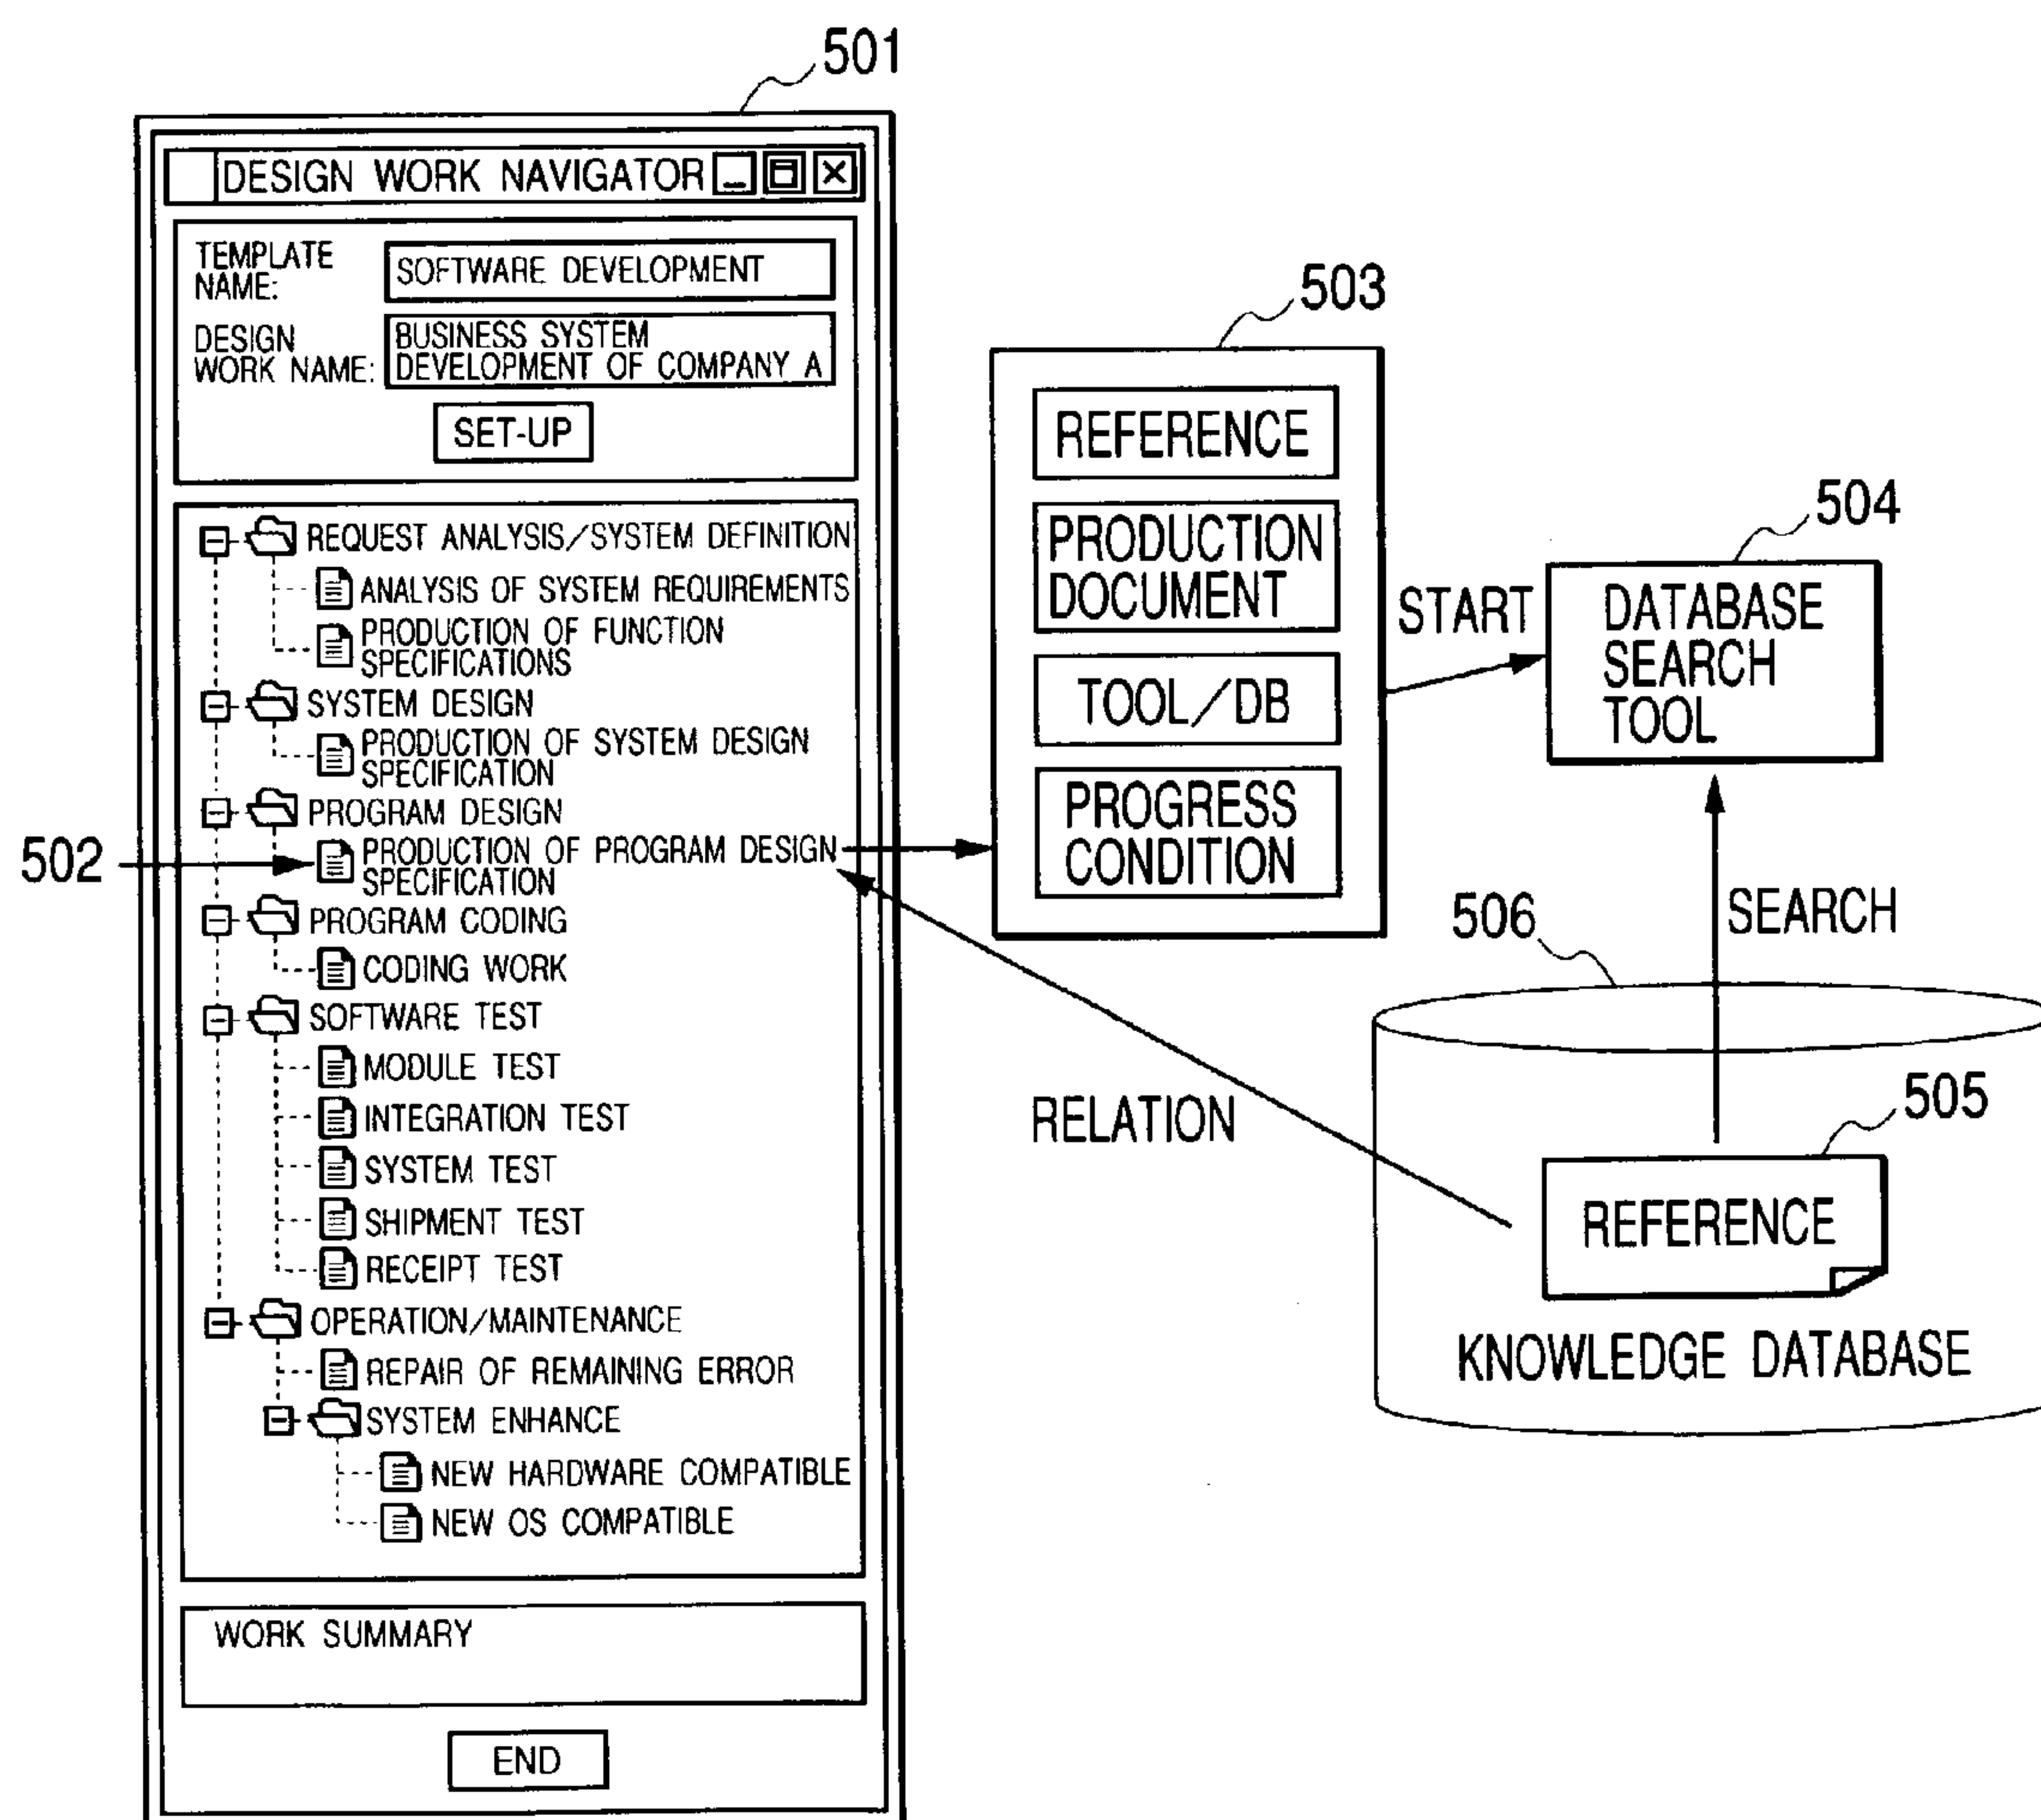 501
DESIGN WORK NAVIGATOR
TEMPLATE
NAME:
SOFTWARE DEVELOPMENT
DESIGN
WORK NAME:
BUSINESS SYSTEM
DEVELOPMENT OF COMPANY A
SET-UP
REQUEST ANALYSIS/SYSTEM DEFINITION
ANALYSIS OF SYSTEM REQUIREMENTS
PRODUCTION OF FUNCTION
SPECIFICATIONS
SYSTEM DESIGN
PRODUCTION OF SYSTEM DESIGN
SPECIFICATION
PROGRAM DESIGN
502
PRODUCTION OF PROGRAM DESIGN
SPECIFICATION
PROGRAM CODING
CODING WORK
SOFTWARE TEST
MODULE TEST
INTEGRATION TEST
SYSTEM TEST
SHIPMENT TEST
RECEIPT TEST
OPERATION/MAINTENANCE
REPAIR OF REMAINING ERROR
SYSTEM ENHANCE
NEW HARDWARE COMPATIBLE
NEW OS COMPATIBLE
WORK SUMMARY
END
503
REFERENCE
PRODUCTION
DOCUMENT
TOOL/DB
PROGRESS
CONDITION
START
504
DATABASE
SEARCH
TOOL
SEARCH
506
RELATION
505
REFERENCE
KNOWLEDGE DATABASE